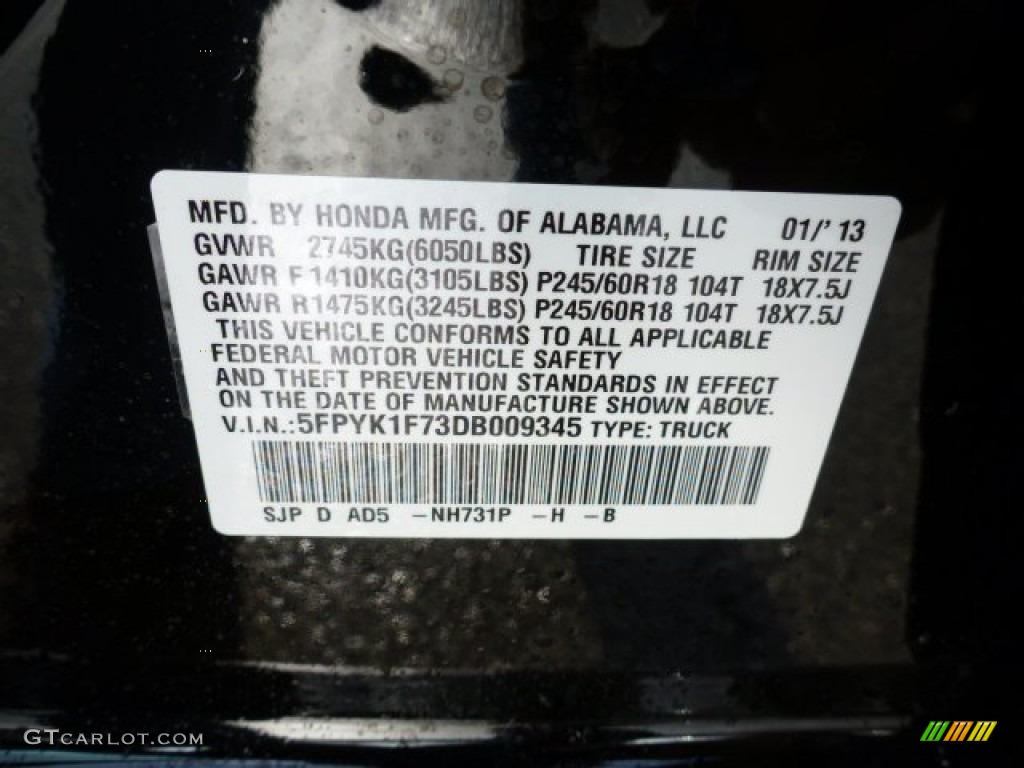 MFD. BY HONDA MFG. OF ALABAMA, LLC 01/' 13
GVWR 2745KG(6050LBS) TIRE SIZE RIM SIZE
GAWR F 1410KG(3105LBS) P245/60R18 104T 18X7.5J
GAWR R1475KG(3245LBS) P245/60R18 104T 18X7.5J
THIS VEHICLE CONFORMS TO ALL APPLICABLE
FEDERAL MOTOR VEHICLE SAFETY
AND THEFT PREVENTION STANDARDS IN EFFECT
ON THE DATE OF MANUFACTURE SHOWN ABOVE.
V.I.N.:5FPYK1F73DB009345 TYPE: TRUCK
SJP D AD5 -NH731P -H -B
GTCARLOT.COM